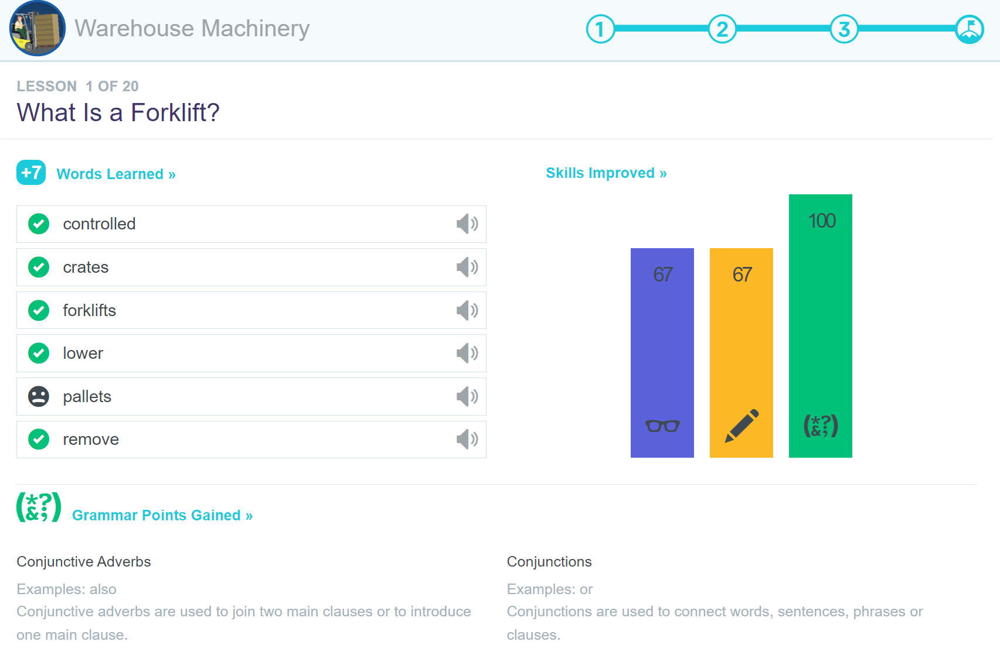 Warehouse Machinery
1 2 3
LESSON 1 OF 20
What Is a Forklift?
+7 Words Learned »
controlled
crates
forklifts
lower
pallets
remove
Skills Improved »
67 67 100
(*?&;)
(*?&;) Grammar Points Gained »
Conjunctive Adverbs
Examples: also
Conjunctive adverbs are used to join two main clauses or to introduce
one main clause.
Conjunctions
Examples: or
Conjunctions are used to connect words, sentences, phrases or
clauses.